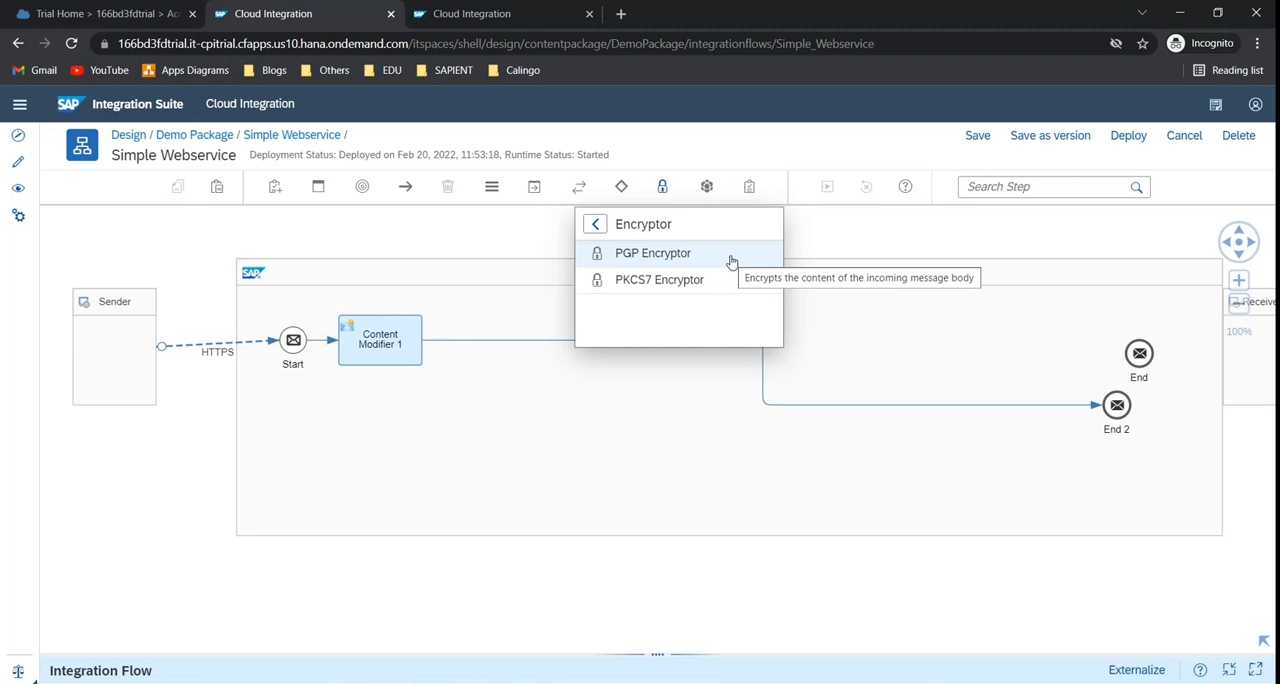 Trial Home > 166bd3fdtrial > Ac
Cloud Integration
Cloud Integration
166bd3fdtrial.it-cpitrial.cfapps.us10.hana.ondemand.com/itspaces/shell/design/contentpackage/DemoPackage/integrationflows/Simple_Webservice
Incognito
Gmail
YouTube
Apps Diagrams
Blogs
Others
EDU
SAPIENT
Calingo
Reading list
SAP Integration Suite
Cloud Integration
Design / Demo Package / Simple Webservice /
Save
Save as version
Deploy
Cancel
Delete
Simple Webservice
Deployment Status: Deployed on Feb 20, 2022, 11:53:18, Runtime Status: Started
Search Step
Encryptor
PGP Encryptor
Encrypts the content of the incoming message body
PKCS7 Encryptor
SAP
Sender
Receive
100%
Content
Modifier 1
HTTPS
Start
End
End 2
Integration Flow
Externalize